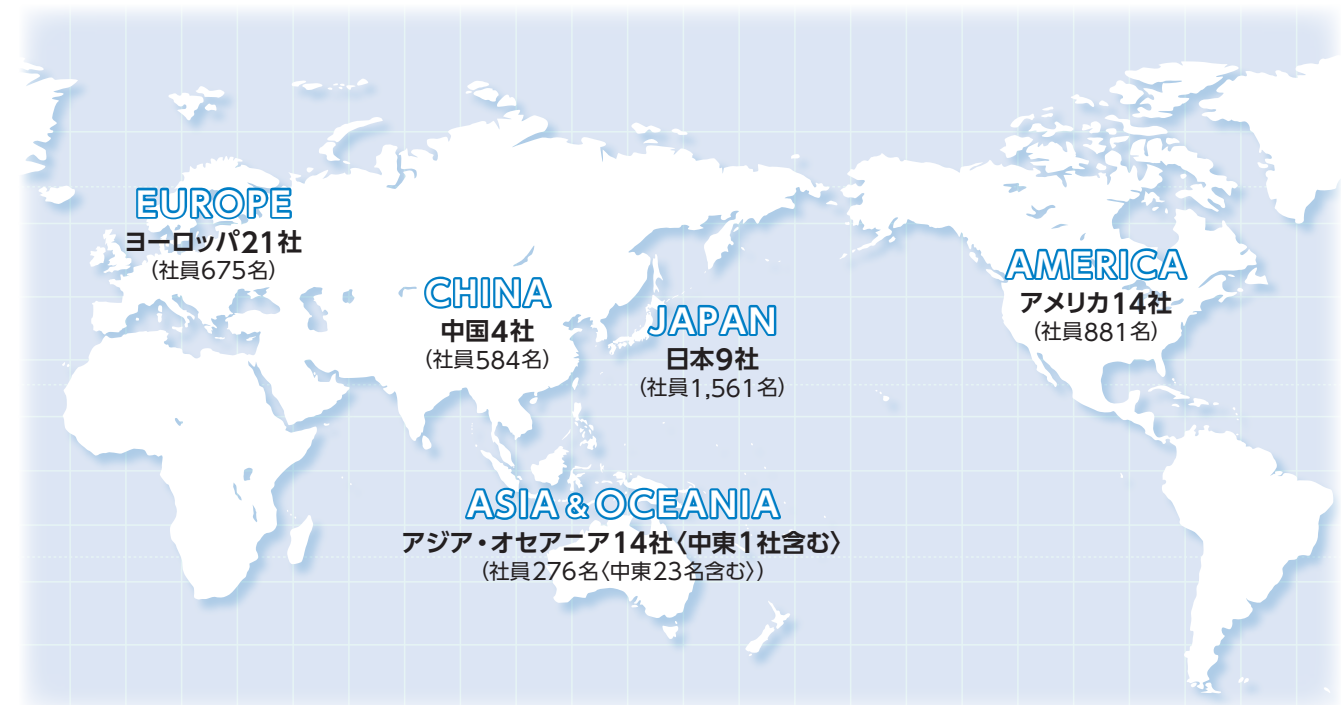 EUROPE
ヨーロッパ21社
(社員675名)
CHINA
中国4社
(社員584名)
JAPAN
日本9社
(社員1,561名)
AMERICA
アメリカ14社
(社員881名)
ASIA & OCEANIA
アジア・オセアニア14社〈中東1社含む〉
(社員276名〈中東23名含む〉)